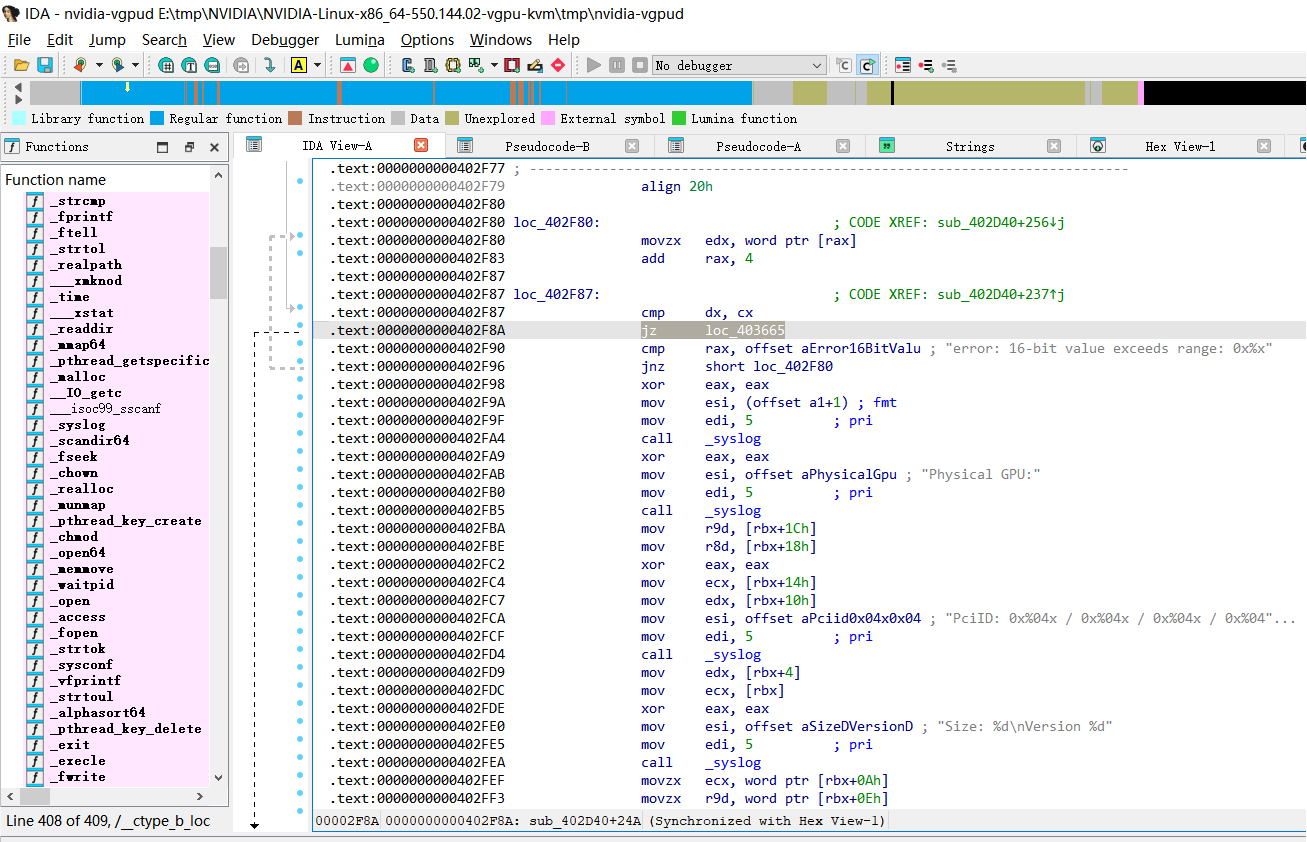 IDA - nvidia-vgpud E:\tmp\NVIDIA\NVIDIA-Linux-x86_64-550.144.02-vgpu-kvm\tmp\nvidia-vgpud
File Edit Jump Search View Debugger Lumina Options Windows Help
No debugger
Library function Regular function Instruction Data Unexplored External symbol Lumina function
Functions IDA View-A Pseudocode-B Pseudocode-A Strings Hex View-1
Function name
_strcmp
_fprintf
_ftell
_strtol
_realpath
___xmknod
_time
___xstat
_readdir
_mmap64
_pthread_getspecific
_malloc
__IO_getc
___isoc99_sscanf
_syslog
_scandir64
_fseek
_chown
_realloc
_munmap
_pthread_key_create
_chmod
_open64
_memmove
_waitpid
_open
_access
_fopen
_strtok
_sysconf
_vfprintf
_strtoul
_alphasort64
_pthread_key_delete
_exit
_execle
_fwrite
Line 408 of 409, /__ctype_b_loc
.text:0000000000402F77 ; ---------------------------------------------------------------------------
.text:0000000000402F79 align 20h
.text:0000000000402F80
.text:0000000000402F80 loc_402F80: ; CODE XREF: sub_402D40+256↓j
.text:0000000000402F80 movzx edx, word ptr [rax]
.text:0000000000402F83 add rax, 4
.text:0000000000402F87
.text:0000000000402F87 loc_402F87: ; CODE XREF: sub_402D40+237↑j
.text:0000000000402F87 cmp dx, cx
.text:0000000000402F8A jz loc_403665
.text:0000000000402F90 cmp rax, offset aError16BitValu ; "error: 16-bit value exceeds range: 0x%x"
.text:0000000000402F96 jnz short loc_402F80
.text:0000000000402F98 xor eax, eax
.text:0000000000402F9A mov esi, (offset a1+1) ; fmt
.text:0000000000402F9F mov edi, 5 ; pri
.text:0000000000402FA4 call _syslog
.text:0000000000402FA9 xor eax, eax
.text:0000000000402FAB mov esi, offset aPhysicalGpu ; "Physical GPU:"
.text:0000000000402FB0 mov edi, 5 ; pri
.text:0000000000402FB5 call _syslog
.text:0000000000402FBA mov r9d, [rbx+1Ch]
.text:0000000000402FBE mov r8d, [rbx+18h]
.text:0000000000402FC2 xor eax, eax
.text:0000000000402FC4 mov ecx, [rbx+14h]
.text:0000000000402FC7 mov edx, [rbx+10h]
.text:0000000000402FCA mov esi, offset aPciid0x04x0x04 ; "PciID: 0x%04x / 0x%04x / 0x%04x / 0x%04"...
.text:0000000000402FCF mov edi, 5 ; pri
.text:0000000000402FD4 call _syslog
.text:0000000000402FD9 mov edx, [rbx+4]
.text:0000000000402FDC mov ecx, [rbx]
.text:0000000000402FDE xor eax, eax
.text:0000000000402FE0 mov esi, offset aSizeDVersionD ; "Size: %d\nVersion %d"
.text:0000000000402FE5 mov edi, 5 ; pri
.text:0000000000402FEA call _syslog
.text:0000000000402FEF movzx ecx, word ptr [rbx+0Ah]
.text:0000000000402FF3 movzx r9d, word ptr [rbx+0Eh]
00002F8A 0000000000402F8A: sub_402D40+24A (Synchronized with Hex View-1)